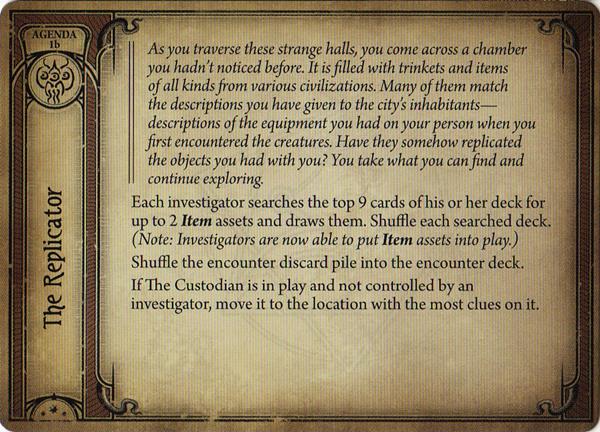 AGENDA
1b
The Replicator
As you traverse these strange halls, you come across a chamber
you hadn't noticed before. It is filled with trinkets and items
of all kinds from various civilizations. Many of them match
the descriptions you have given to the city's inhabitants—
descriptions of the equipment you had on your person when you
first encountered the creatures. Have they somehow replicated
the objects you had with you? You take what you can find and
continue exploring.
Each investigator searches the top 9 cards of his or her deck for
up to 2 Item assets and draws them. Shuffle each searched deck.
(Note: Investigators are now able to put Item assets into play.)
Shuffle the encounter discard pile into the encounter deck.
If The Custodian is in play and not controlled by an
investigator, move it to the location with the most clues on it.